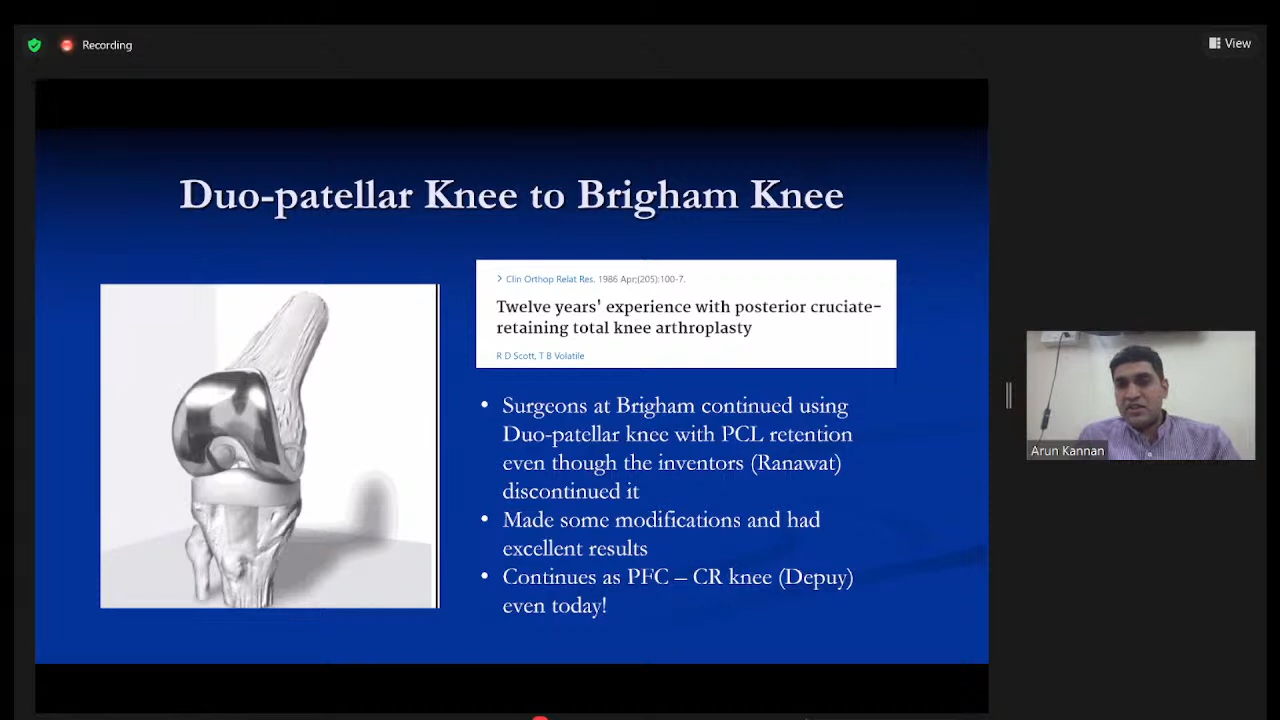 Recording
View
Duo-patellar Knee to Brigham Knee
> Clin Orthop Relat Res. 1986 Apr;(205):100-7.
Twelve years' experience with posterior cruciate-
retaining total knee arthroplasty
R D Scott, T B Volatile
• Surgeons at Brigham continued using
Duo-patellar knee with PCL retention
even though the inventors (Ranawat)
discontinued it
• Made some modifications and had
excellent results
• Continues as PFC – CR knee (Depuy)
even today!
Arun Kannan